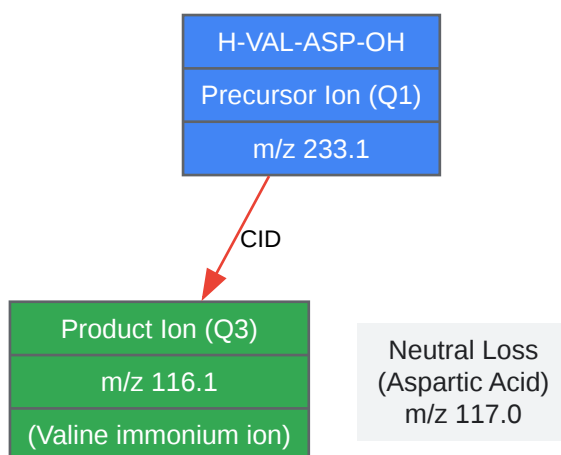 H-VAL-ASP-OH
Precursor Ion (Q1)
m/z 233.1
CID
Product Ion (Q3)
m/z 116.1
(Valine immonium ion)
Neutral Loss
(Aspartic Acid)
m/z 117.0